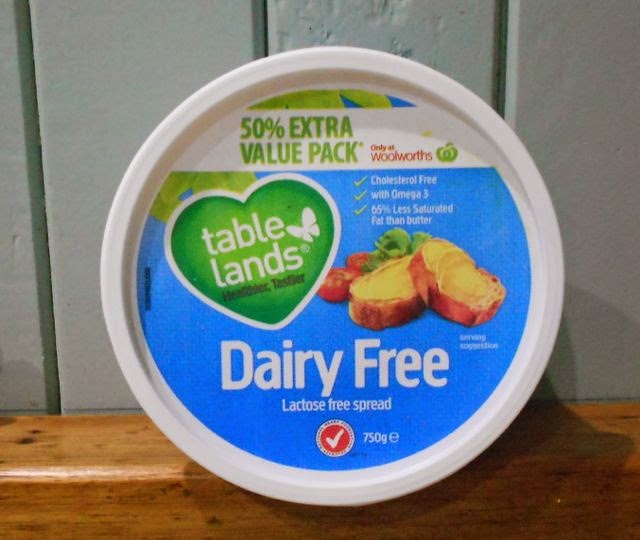 50% EXTRA
VALUE PACK*
Only at
woolworths
Cholesterol Free
with Omega 3
65% Less Saturated
Fat than butter
table
lands®
Healthier, Tastier
serving
suggestion
Dairy Free
Lactose free spread
750g e